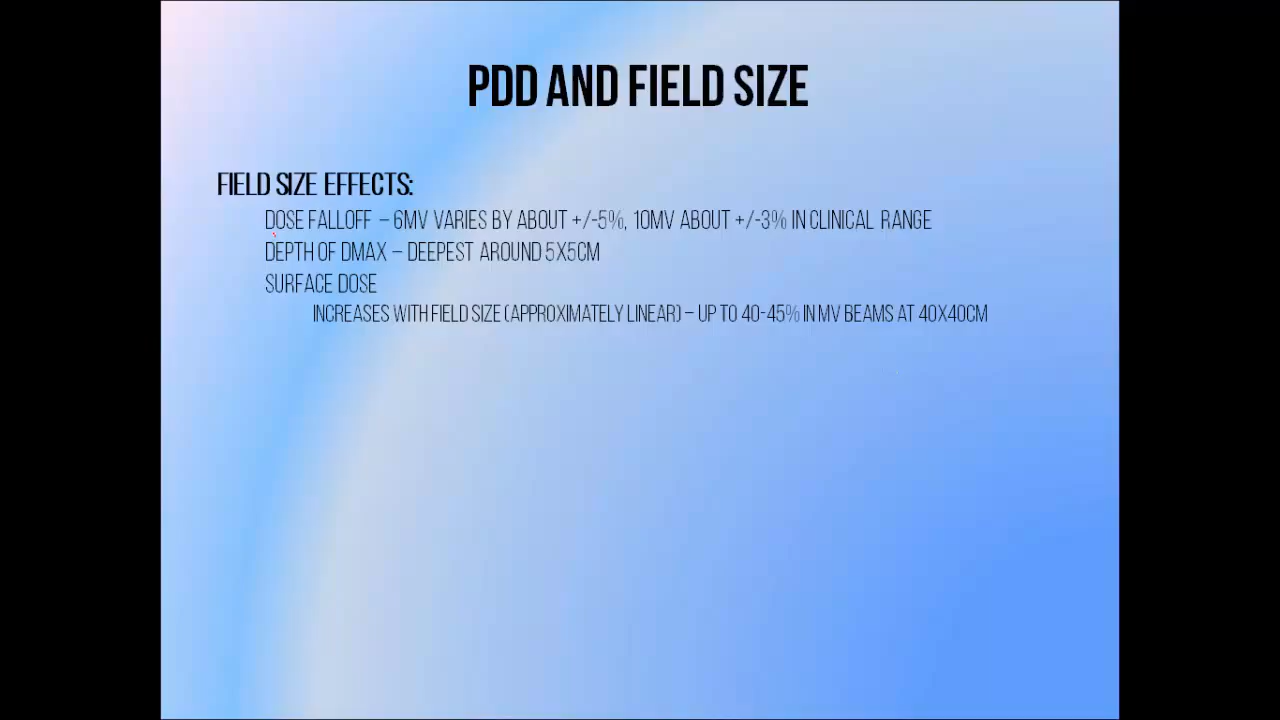 PDD AND FIELD SIZE
FIELD SIZE EFFECTS:
DOSE FALLOFF – 6MV VARIES BY ABOUT +/-5%, 10MV ABOUT +/-3% IN CLINICAL RANGE
DEPTH OF DMAX – DEEPEST AROUND 5X5CM
SURFACE DOSE
INCREASES WITH FIELD SIZE (APPROXIMATELY LINEAR) – UP TO 40-45% IN MV BEAMS AT 40X40CM